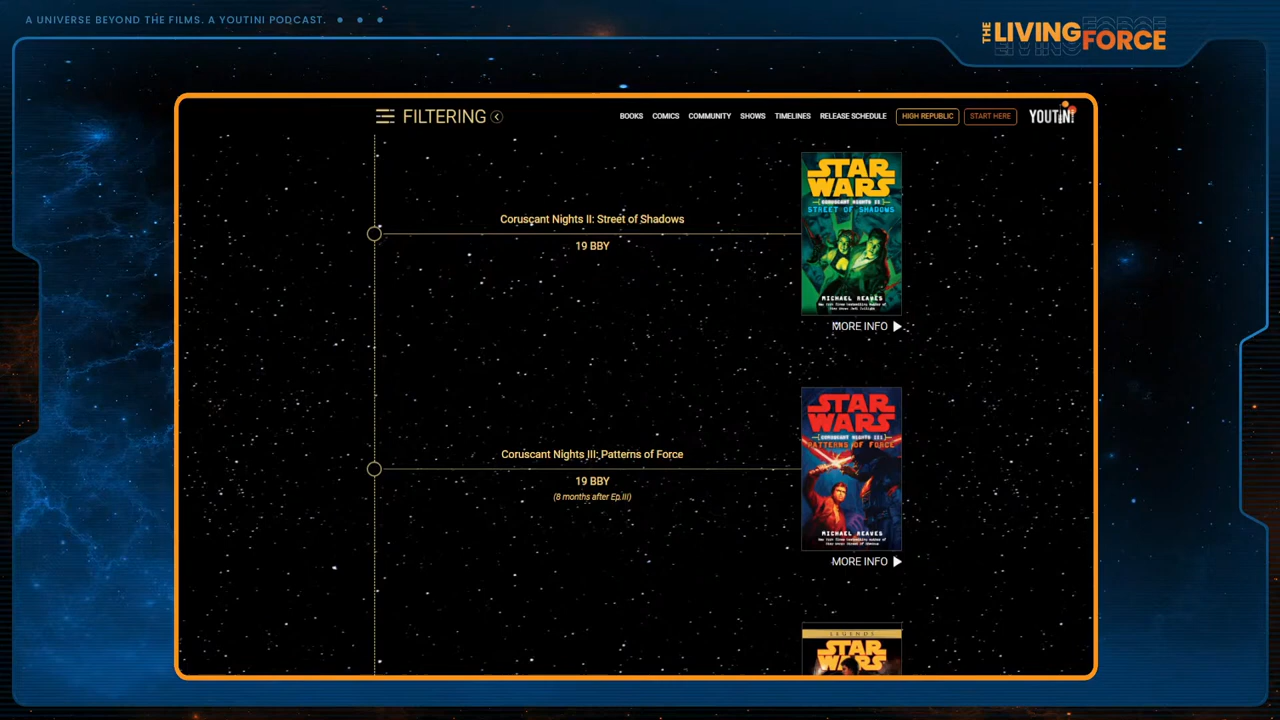 A UNIVERSE BEYOND THE FILMS. A YOUTINI PODCAST.
THE LIVING FORCE
FILTERING
BOOKS COMICS COMMUNITY SHOWS TIMELINES RELEASE SCHEDULE HIGH REPUBLIC START HERE YOUTINI
STAR
WARS
CORUSCANT NIGHTS II
STREET OF SHADOWS
MICHAEL REAVES
Coruscant Nights II: Street of Shadows
19 BBY
MORE INFO
STAR
WARS
CORUSCANT NIGHTS III
PATTERNS OF FORCE
MICHAEL REAVES
Coruscant Nights III: Patterns of Force
19 BBY
(8 months after Ep.III)
MORE INFO
LEGENDS
STAR
WARS